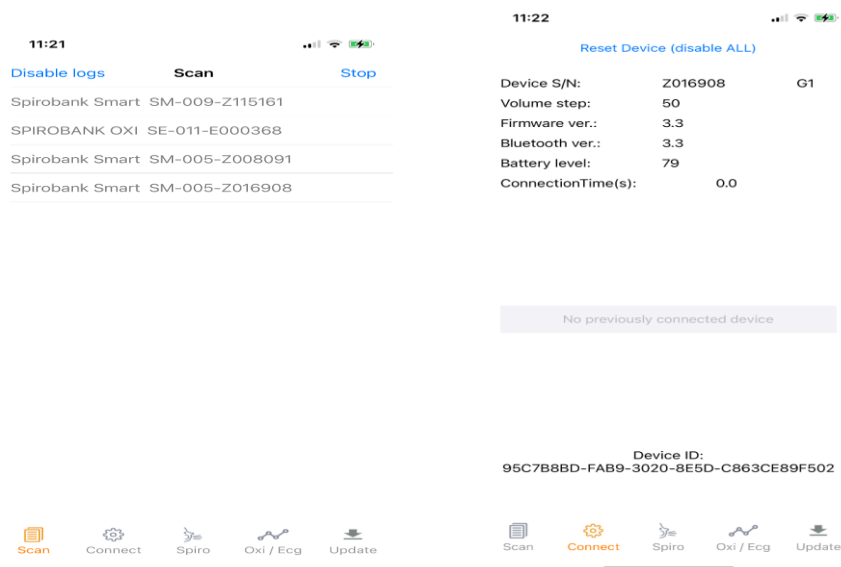 11:21
Disable logs Scan Stop
Spirobank Smart SM-009-Z115161
SPIROBANK OXI SE-011-E000368
Spirobank Smart SM-005-Z008091
Spirobank Smart SM-005-Z016908
Scan Connect Spiro Oxi / Ecg Update
11:22
Reset Device (disable ALL)
Device S/N: Z016908 G1
Volume step: 50
Firmware ver.: 3.3
Bluetooth ver.: 3.3
Battery level: 79
ConnectionTime(s): 0.0
No previously connected device
Device ID:
95C7B8BD-FAB9-3020-8E5D-C863CE89F502
Scan Connect Spiro Oxi / Ecg Update